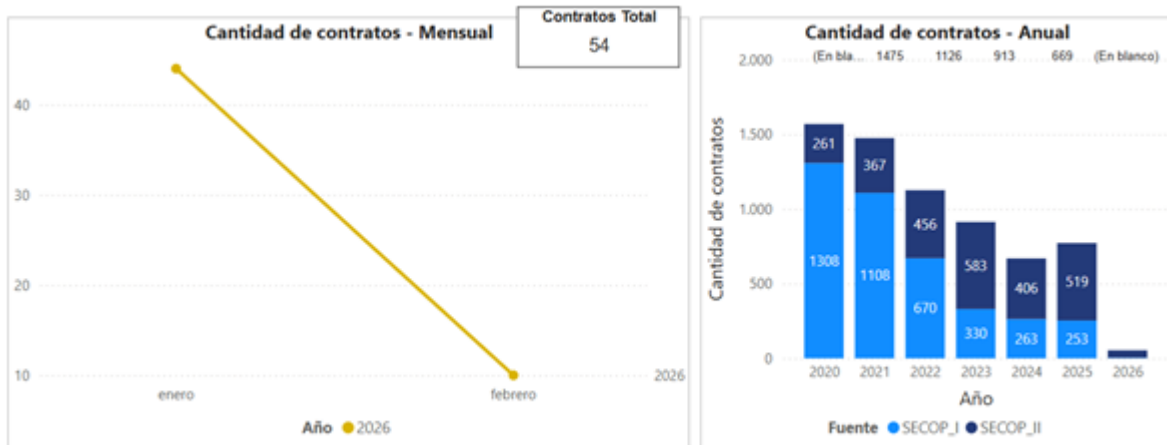 Cantidad de contratos - Mensual
Contratos Total
54
40
30
20
10
enero
febrero
2026
Año 2026
Cantidad de contratos - Anual
(En bla... 1475 1126 913 669 (En blanco)
Cantidad de contratos
2.000
1.500
1.000
500
0
261 367 456 583 406 519
1308 1108 670 330 263 253
2020 2021 2022 2023 2024 2025 2026
Año
Fuente SECOP_I SECOP_II